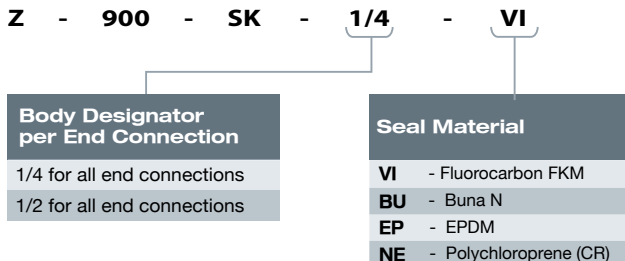 Z - 900 - SK - 1/4 - VI
Body Designator
per End Connection
1/4 for all end connections
1/2 for all end connections
Seal Material
VI - Fluorocarbon FKM
BU - Buna N
EP - EPDM
NE - Polychloroprene (CR)